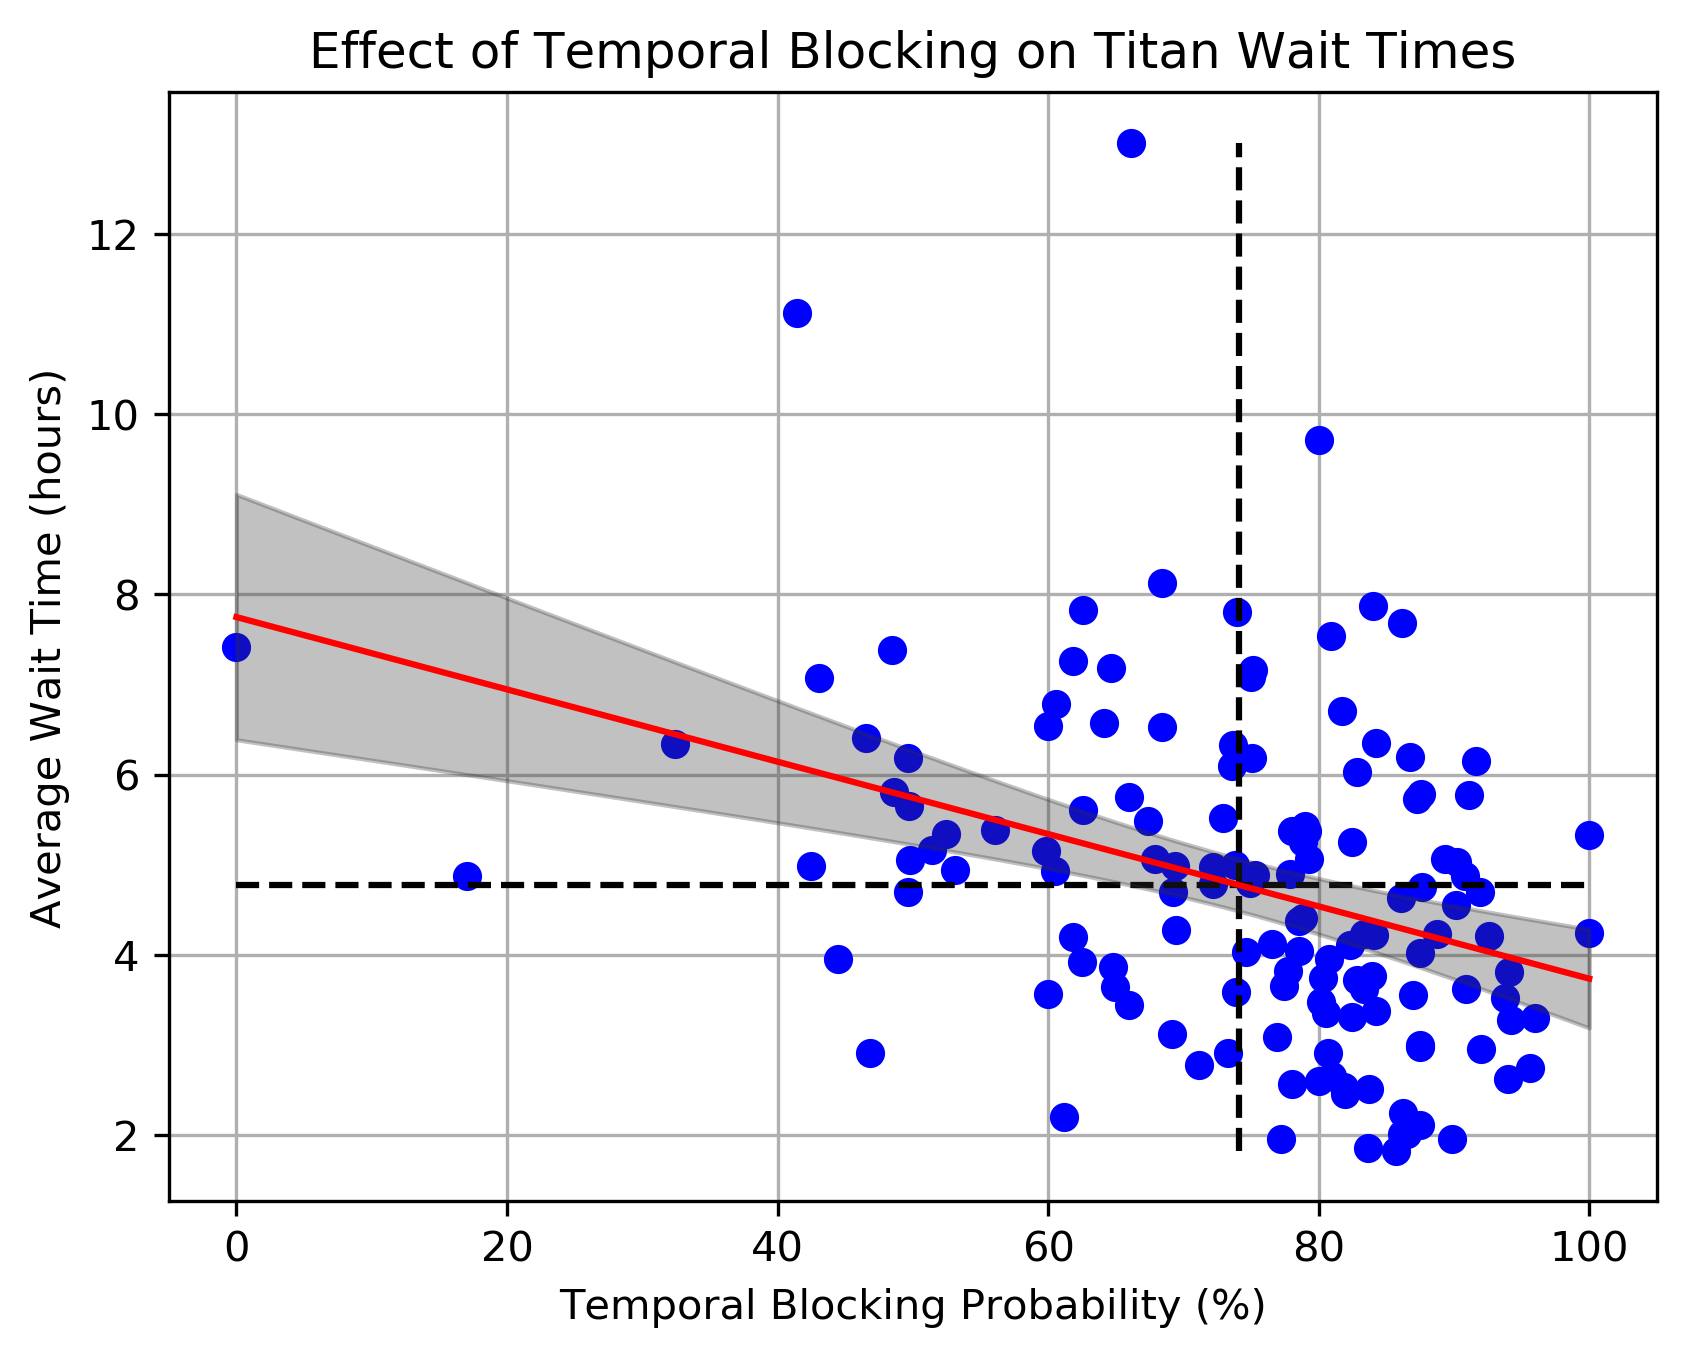 Effect of Temporal Blocking on Titan Wait Times
Average Wait Time (hours)
12
10
8
6
4
2
0 20 40 60 80 100
Temporal Blocking Probability (%)